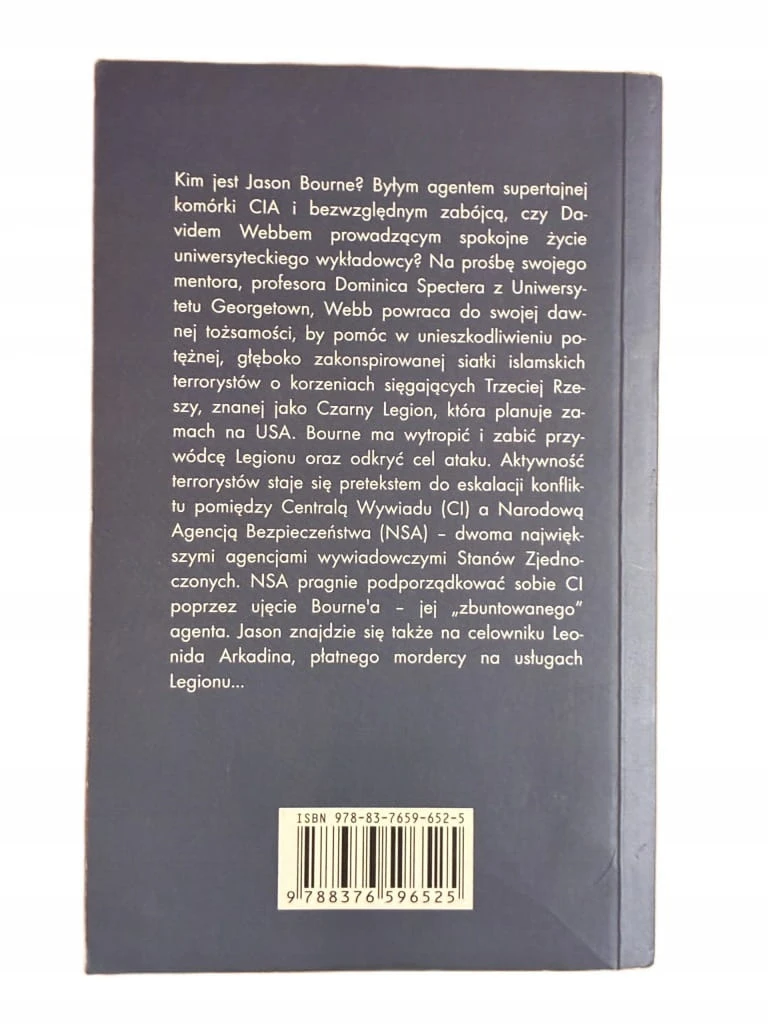 Kim jest Jason Bourne? Byłym agentem supertajnej
komórki CIA i bezwzględnym zabójcą, czy Da-
videm Webbem prowadzącym spokojne życie
uniwersyteckiego wykładowcy? Na prośbę swojego
mentora, profesora Dominica Spectera z Uniwersy-
tetu Georgetown, Webb powraca do swojej daw-
nej tożsamości, by pomóc w unieszkodliwieniu po-
tężnej, głęboko zakonspirowanej siatki islamskich
terrorystów o korzeniach sięgających Trzeciej Rze-
szy, znanej jako Czarny Legion, która planuje za-
mach na USA. Bourne ma wytropić i zabić przy-
wódcę Legionu oraz odkryć cel ataku. Aktywność
terrorystów staje się pretekstem do eskalacji konflik-
tu pomiędzy Centralą Wywiadu (CI) a Narodową
Agencją Bezpieczeństwa (NSA) – dwoma najwięk-
szymi agencjami wywiadowczymi Stanów Zjedno-
czonych. NSA pragnie podporządkować sobie CI
poprzez ujęcie Bourne'a – jej „zbuntowanego”
agenta. Jason znajdzie się także na celowniku Leo-
nida Arkadina, płatnego mordercy na usługach
Legionu...
ISBN 978-83-7659-652-5
9 788376 596525